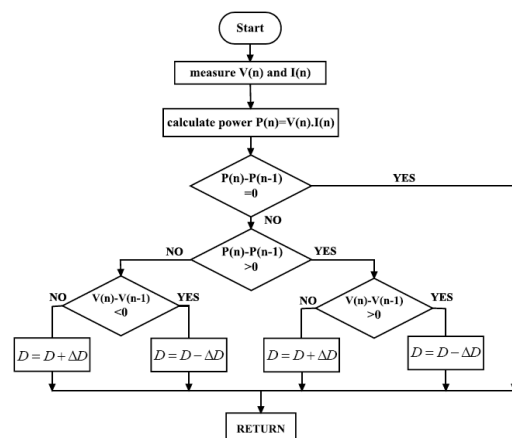 Start
measure V(n) and I(n)
calculate power P(n)=V(n).I(n)
P(n)-P(n-1)
=0
YES
NO
P(n)-P(n-1)
>0
NO
YES
V(n)-V(n-1)
<0
NO
YES
V(n)-V(n-1)
>0
NO
YES
D = D + ΔD
D = D − ΔD
D = D + ΔD
D = D − ΔD
RETURN